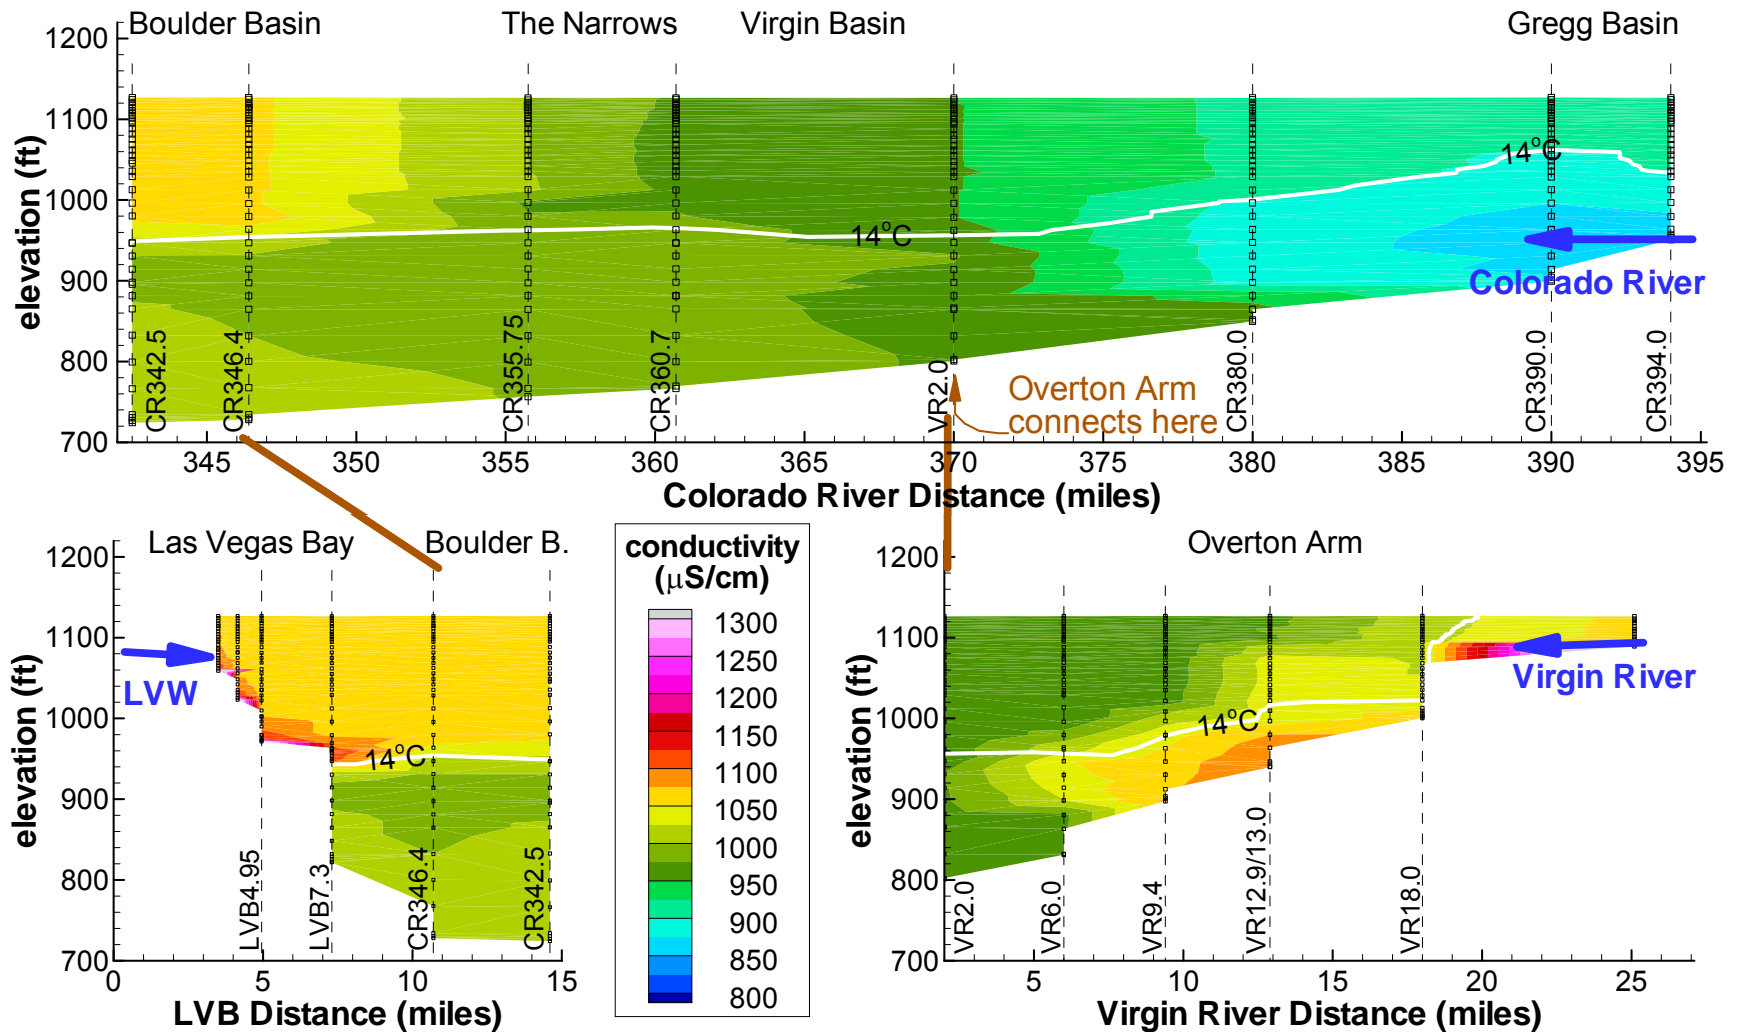 Boulder Basin The Narrows Virgin Basin Gregg Basin
1200
1100
1000
900
800
700
elevation (ft)
14°C
14°C
Colorado River
CR342.5
CR346.4
CR355.75
CR360.7
VR2.0
CR380.0
CR390.0
CR394.0
Overton Arm
connects here
345 350 355 360 365 370 375 380 385 390 395
Colorado River Distance (miles)
Las Vegas Bay Boulder B.
1200
1100
1000
900
800
700
elevation (ft)
LVW
14°C
LVB4.95
LVB7.3
CR346.4
CR342.5
0 5 10 15
LVB Distance (miles)
conductivity
(μS/cm)
1300
1250
1200
1150
1100
1050
1000
950
900
850
800
Overton Arm
1200
1100
1000
900
800
700
elevation (ft)
Virgin River
14°C
VR2.0
VR6.0
VR9.4
VR12.9/13.0
VR18.0
5 10 15 20 25
Virgin River Distance (miles)